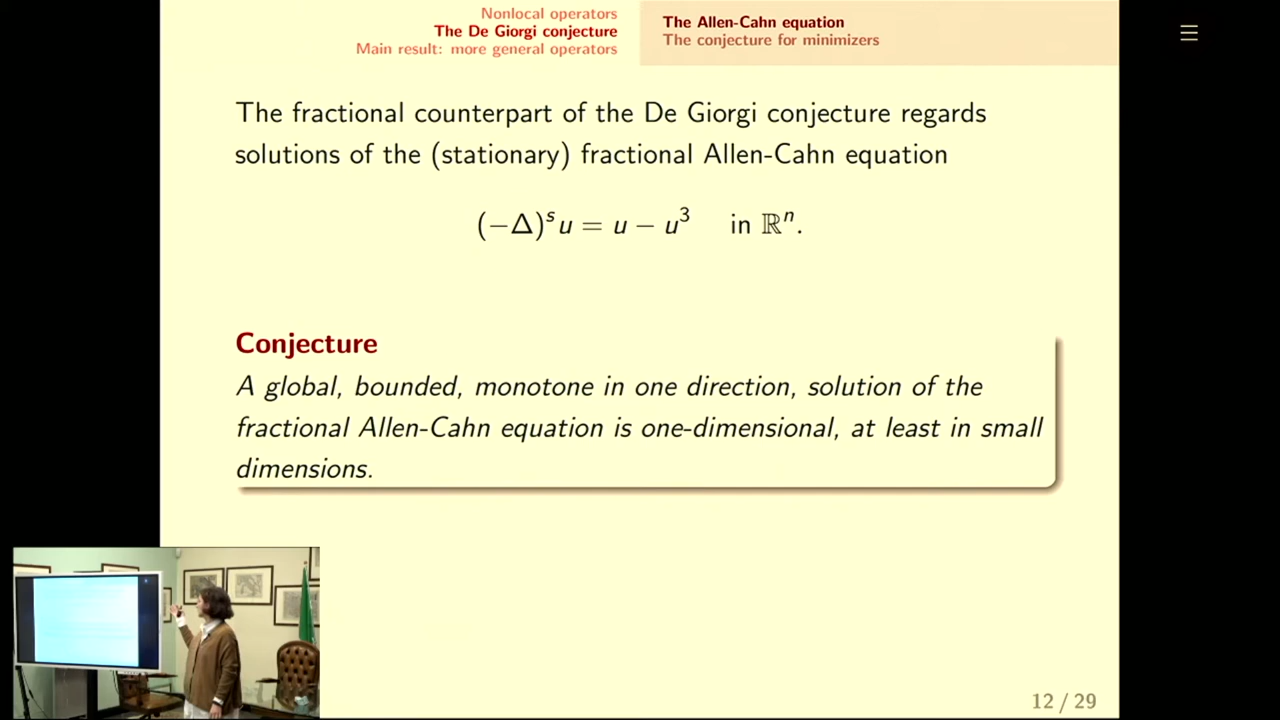 Nonlocal operators
The De Giorgi conjecture
Main result: more general operators
The Allen-Cahn equation
The conjecture for minimizers
The fractional counterpart of the De Giorgi conjecture regards
solutions of the (stationary) fractional Allen-Cahn equation
(−Δ)ˢu = u − u³ in ℝⁿ.
Conjecture
A global, bounded, monotone in one direction, solution of the
fractional Allen-Cahn equation is one-dimensional, at least in small
dimensions.
12 / 29